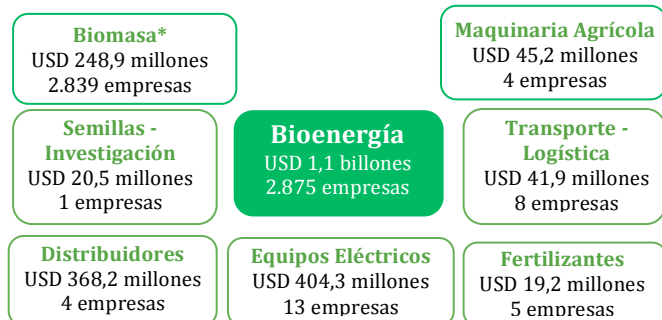 Biomasa*
USD 248,9 millones
2.839 empresas
Maquinaria Agrícola
USD 45,2 millones
4 empresas
Semillas -
Investigación
USD 20,5 millones
1 empresas
Bioenergía
USD 1,1 billones
2.875 empresas
Transporte -
Logística
USD 41,9 millones
8 empresas
Distribuidores
USD 368,2 millones
4 empresas
Equipos Eléctricos
USD 404,3 millones
13 empresas
Fertilizantes
USD 19,2 millones
5 empresas